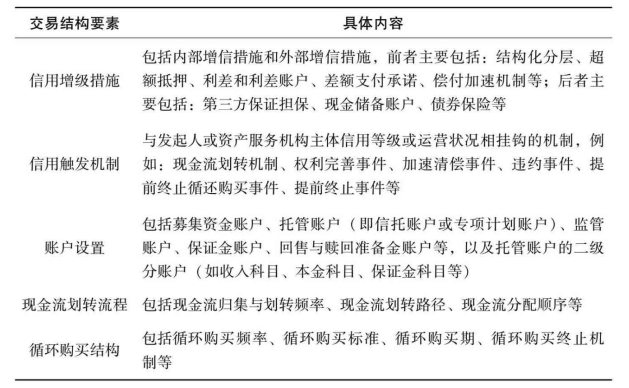 交易结构要素 具体内容
包括内部增信措施和外部增信措施，前者主要包括：结构化分层、超
信用增级措施 额抵押、利差和利差账户、差额支付承诺、偿付加速机制等；后者主
要包括：第三方保证担保、现金储备账户、债券保险等
与发起人或资产服务机构主体信用等级或运营状况相挂钩的机制，例
信用触发机制 如：现金流划转机制、权利完善事件、加速清偿事件、违约事件、提
前终止循还购买事件、提前终止事件等
包括募集资金账户、托管账户（即信托账户或专项计划账户）、监管
账户设置 账户、保证金账户、回售与赎回准备金账户等，以及托管账户的二级
分账户（如收入科目、本金科目、保证金科目等）
现金流划转流程 包括现金流归集与划转频率、现金流划转路径、现金流分配顺序等
循环购买结构 包括循环购买频率、循环购买标准、循环购买期、循环购买终止机
制等